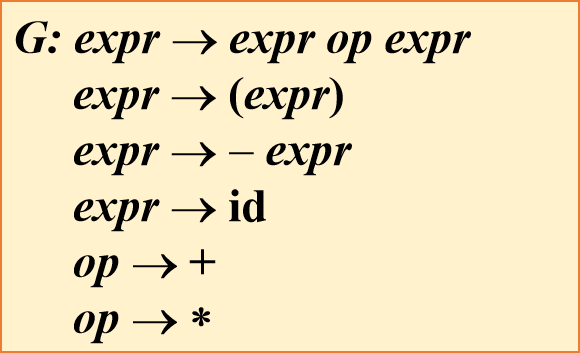 G: expr → expr op expr
expr → (expr)
expr → – expr
expr → id
op → +
op → *